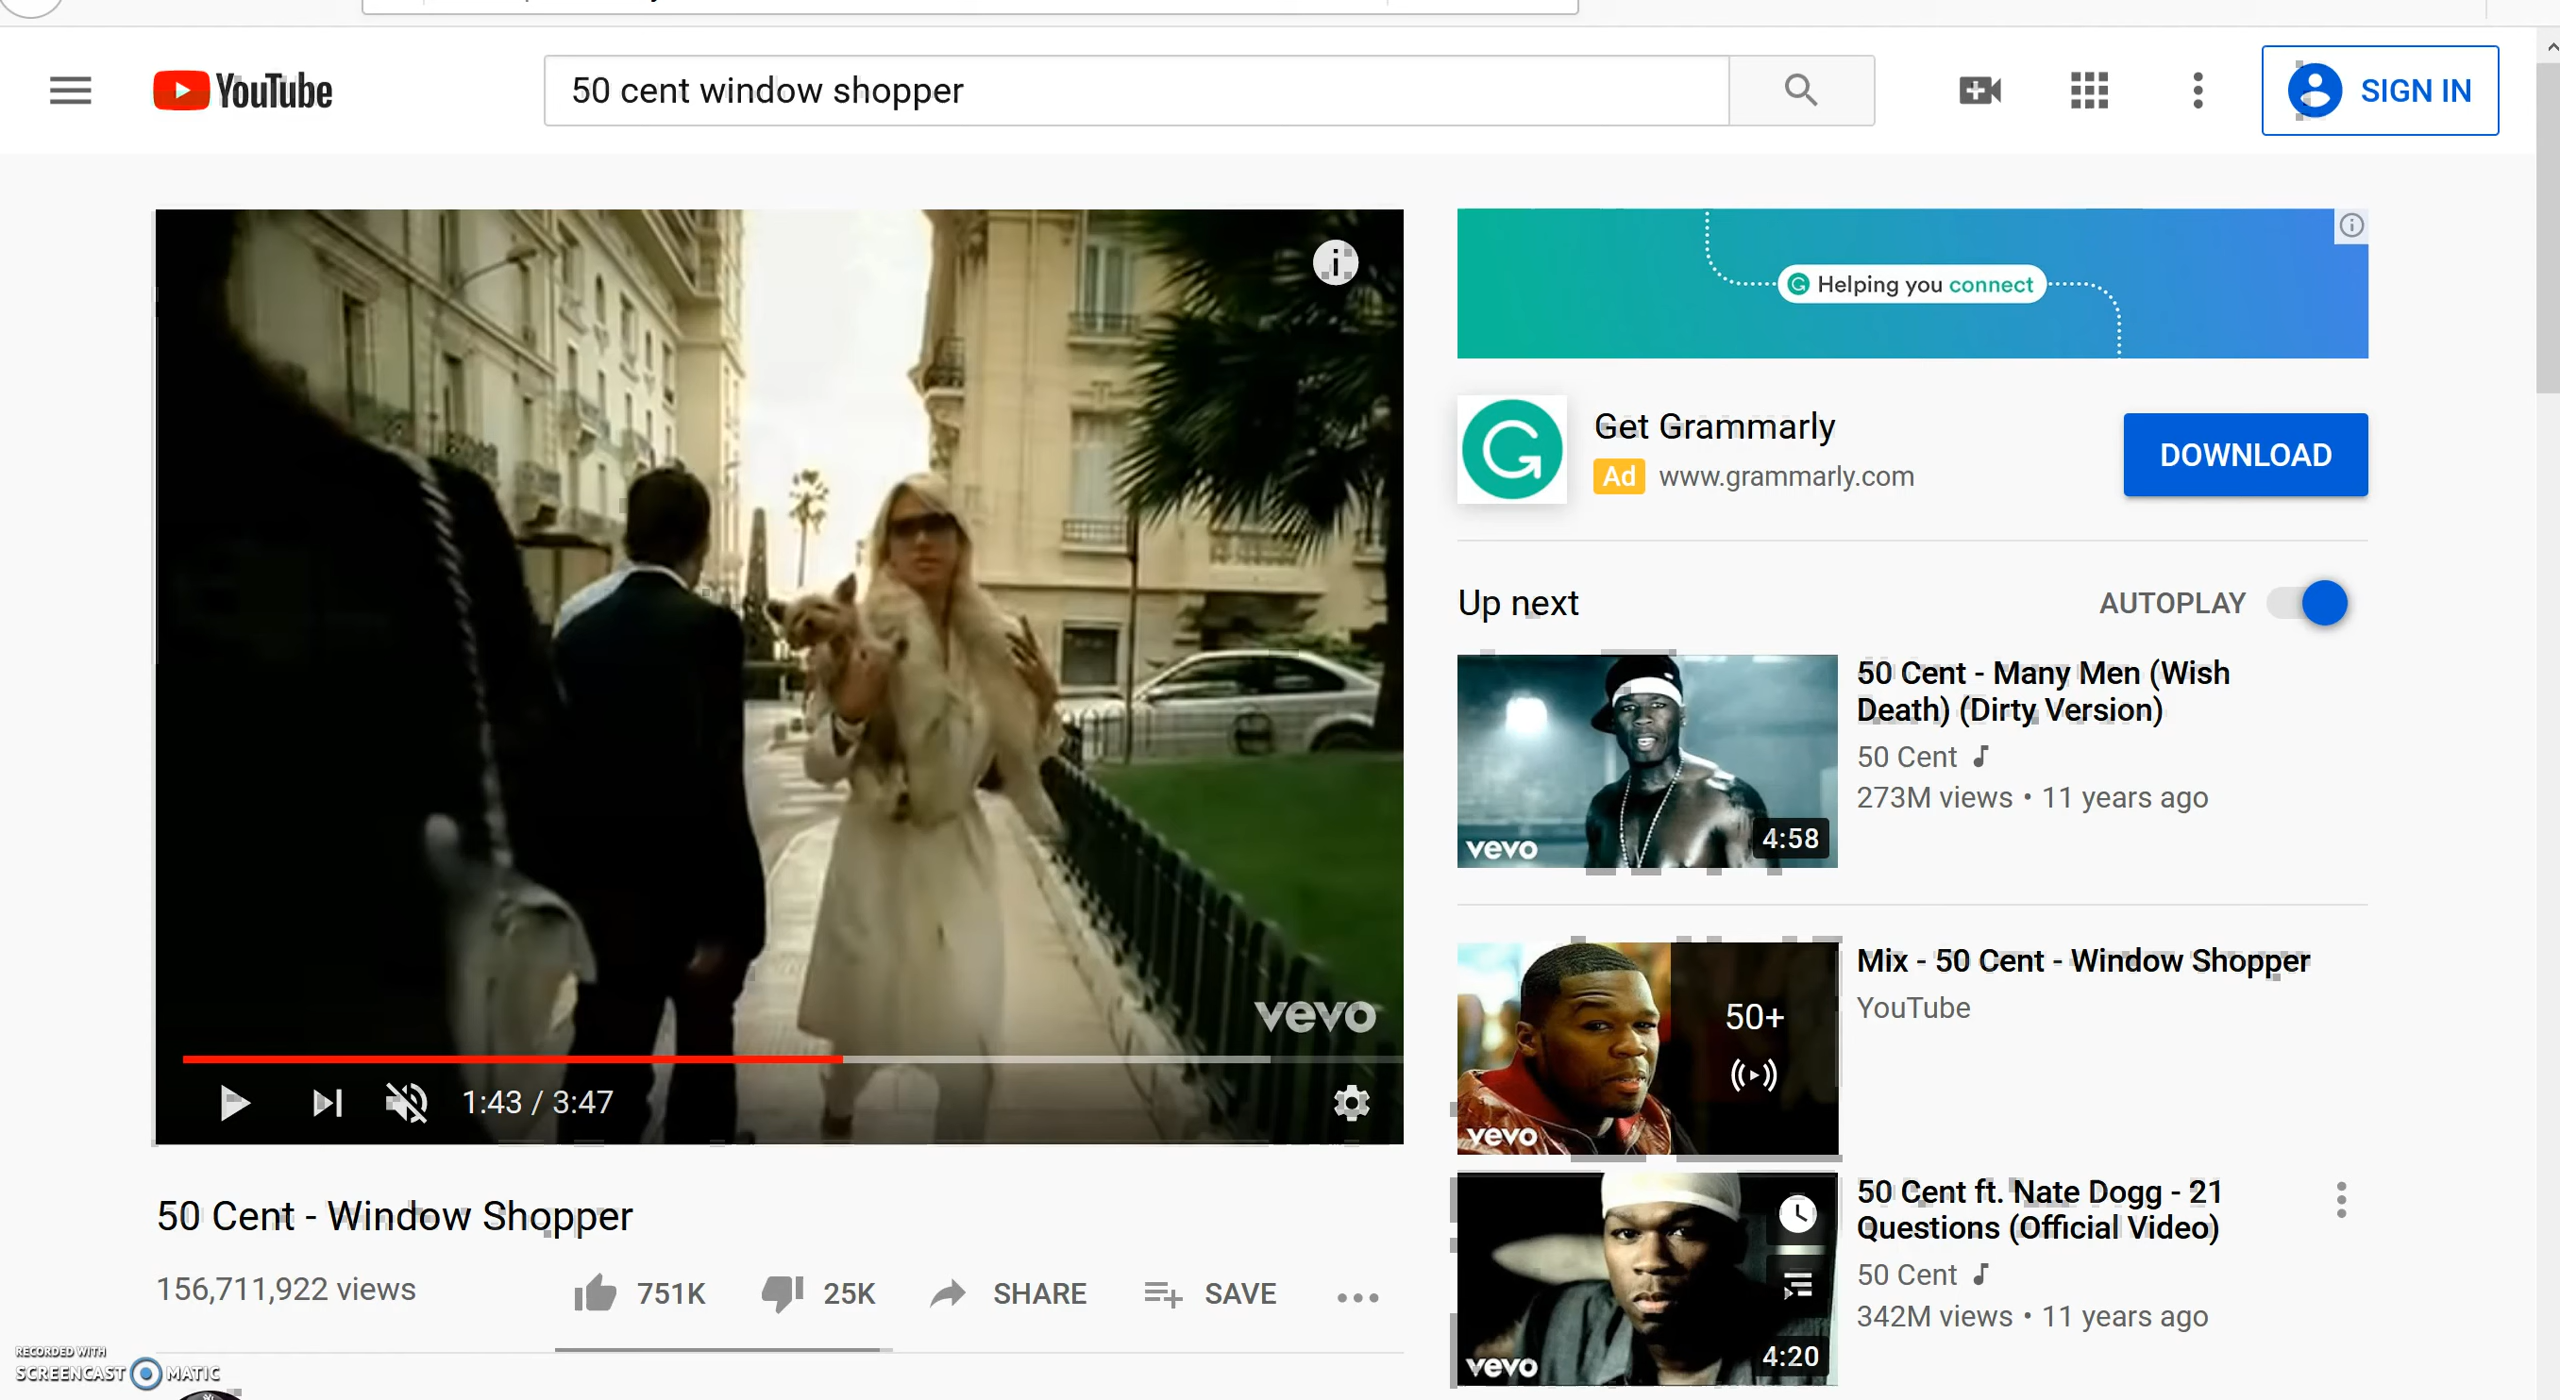 YouTube
50 cent window shopper
SIGN IN
Helping you connect
Get Grammarly
Ad www.grammarly.com
DOWNLOAD
Up next
AUTOPLAY
50 Cent - Many Men (Wish
Death) (Dirty Version)
50 Cent
273M views • 11 years ago
vevo
4:58
Mix - 50 Cent - Window Shopper
YouTube
50+
vevo
50 Cent ft. Nate Dogg - 21
Questions (Official Video)
50 Cent
342M views • 11 years ago
vevo
4:20
vevo
1:43 / 3:47
50 Cent - Window Shopper
156,711,922 views
751K
25K
SHARE
SAVE
RECORDED WITH
SCREENCAST MATIC